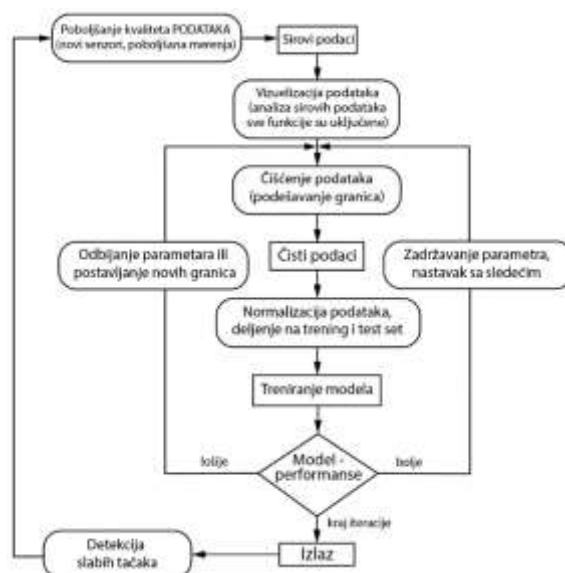 Poboljšanje kvaliteta PODATAKA
(novi senzori, poboljšana merenja)
Sirovi podaci
Vizuelizacija podataka
(analiza sirovih podataka
sve funkcije su uključene)
Čišćenje podataka
(podešavanje granica)
Odbijanje parametara ili
postavljanje novih granica
Čisti podaci
Zadržavanje parametra,
nastavak sa sledećim
Normalizacija podataka,
deljenje na trening i test set
Treniranje modela
lošije
Model -
performanse
bolje
kraj iteracije
Detekcija
slabih tačaka
Izlaz